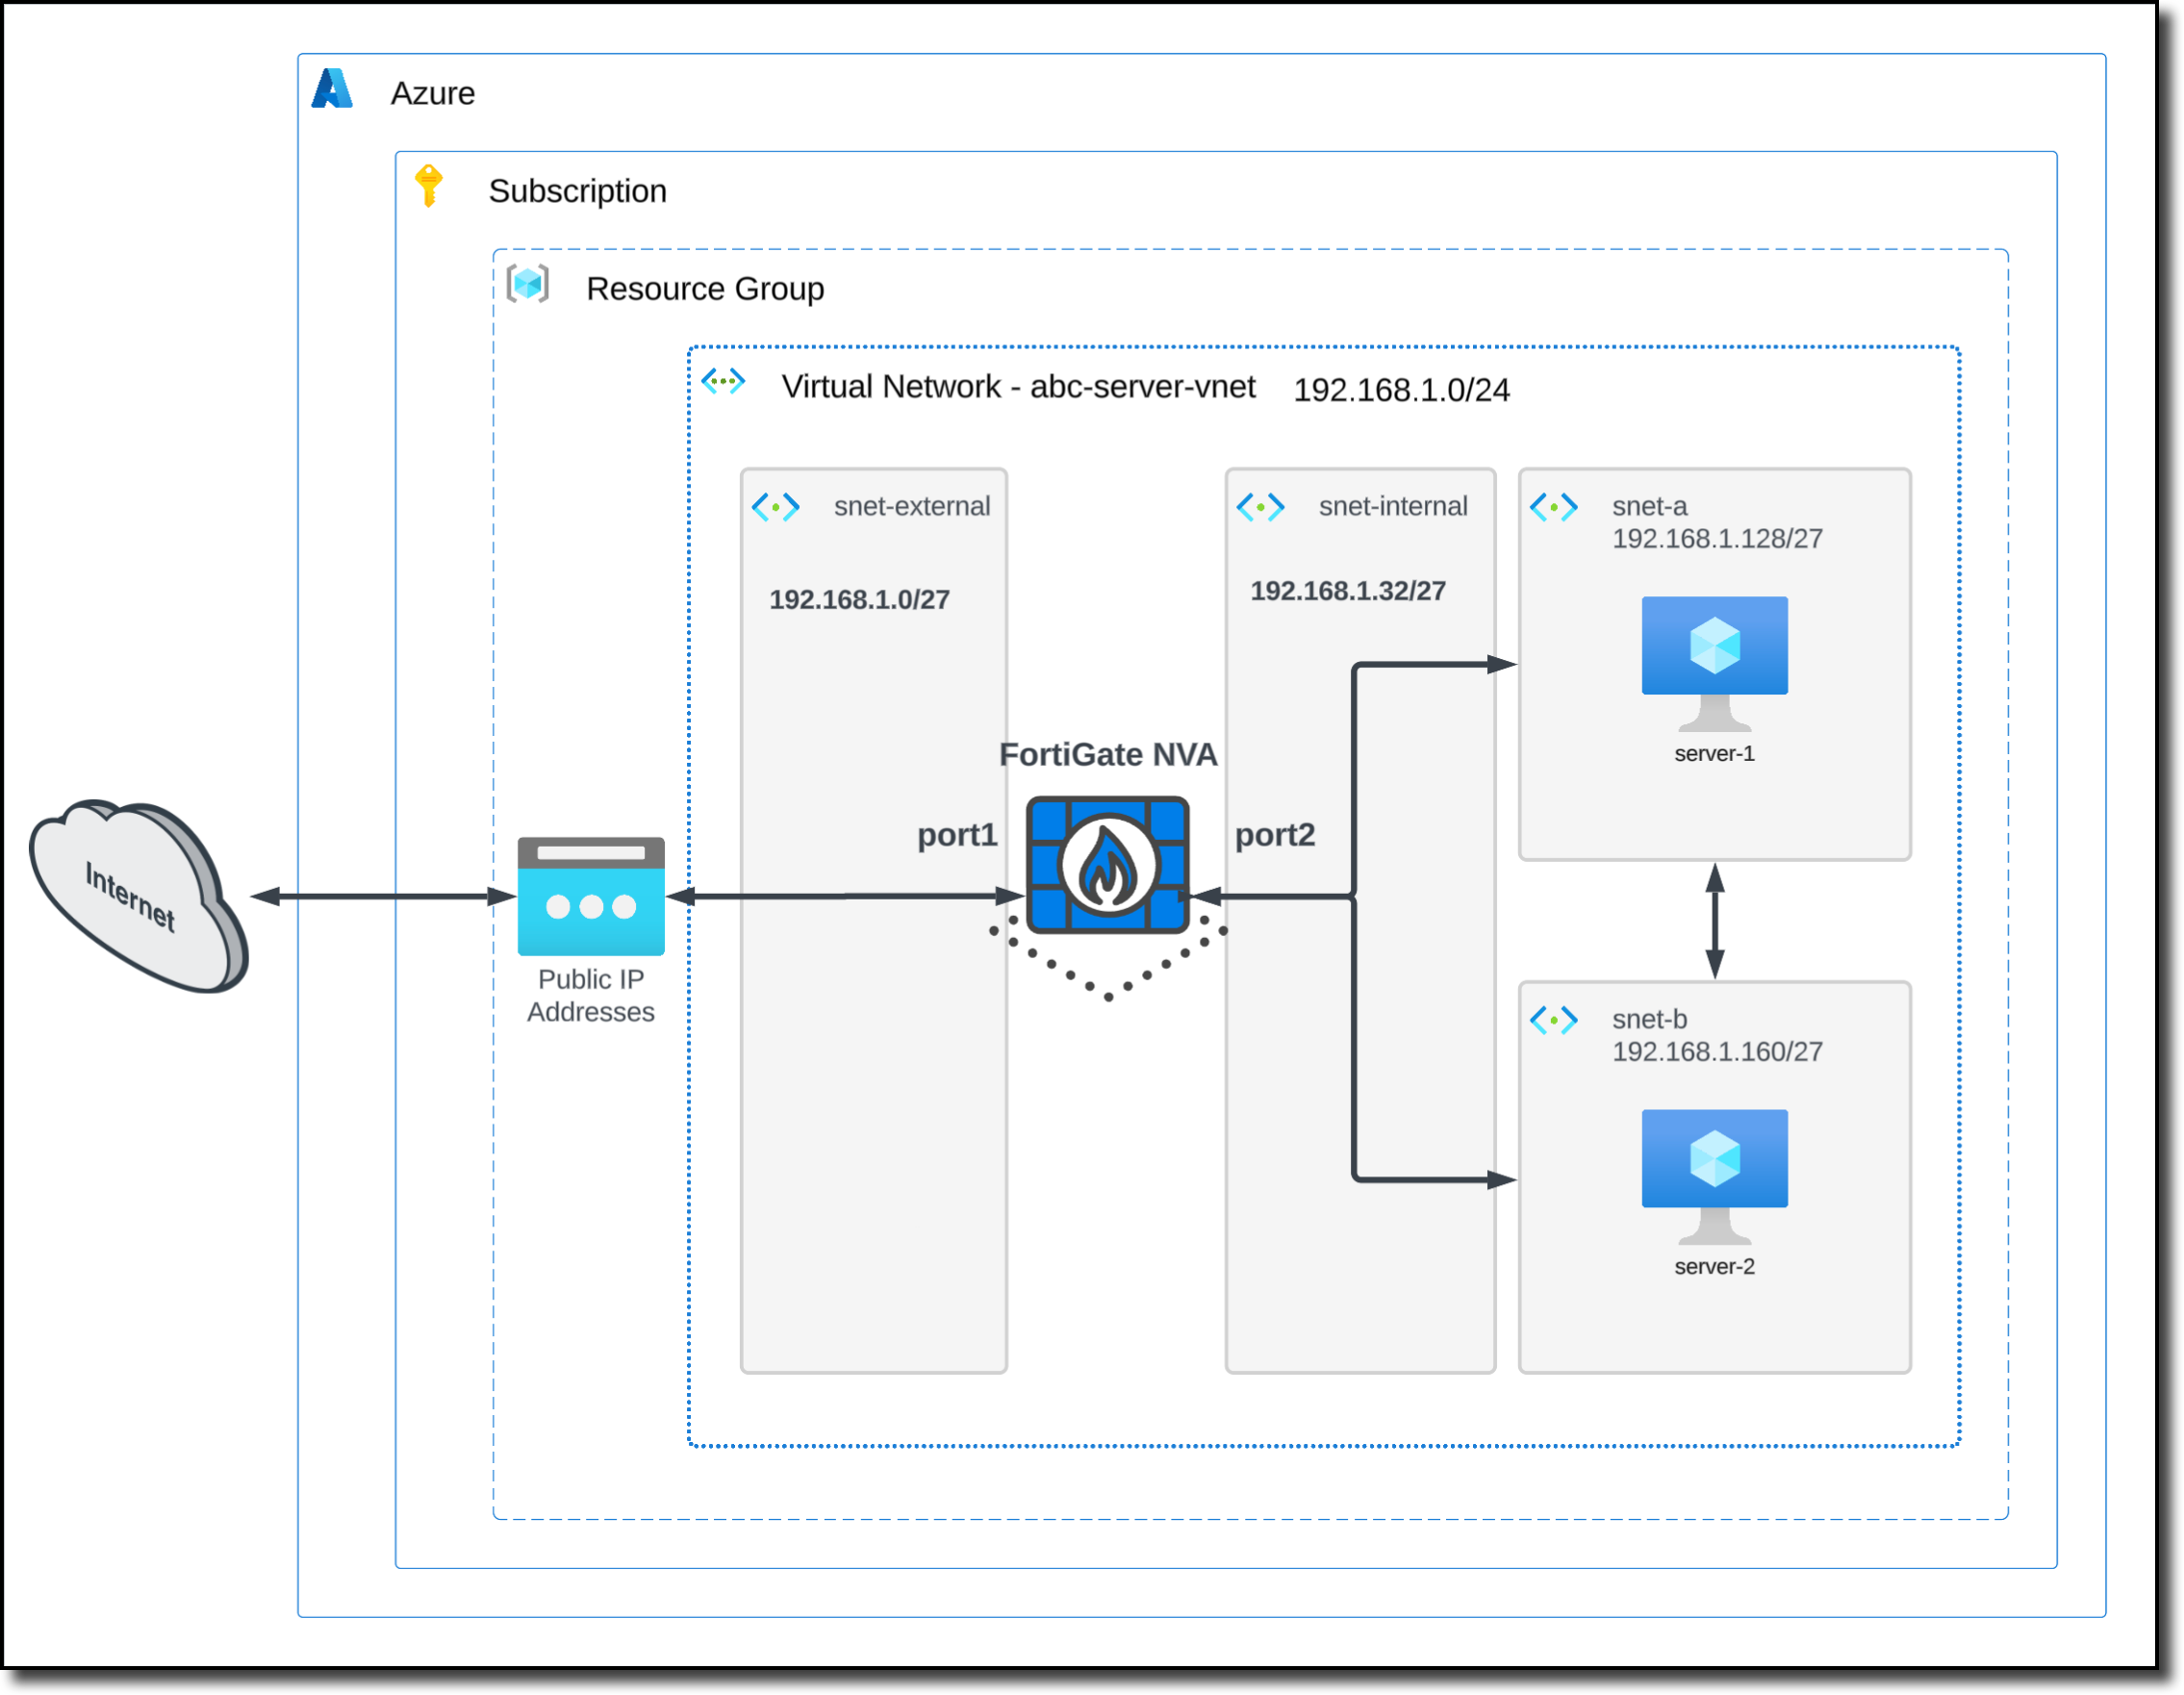 Azure
Subscription
Resource Group
Virtual Network - abc-server-vnet 192.168.1.0/24
snet-external
192.168.1.0/27
snet-internal
192.168.1.32/27
snet-a
192.168.1.128/27
server-1
FortiGate NVA
port1
port2
Internet
Public IP
Addresses
snet-b
192.168.1.160/27
server-2